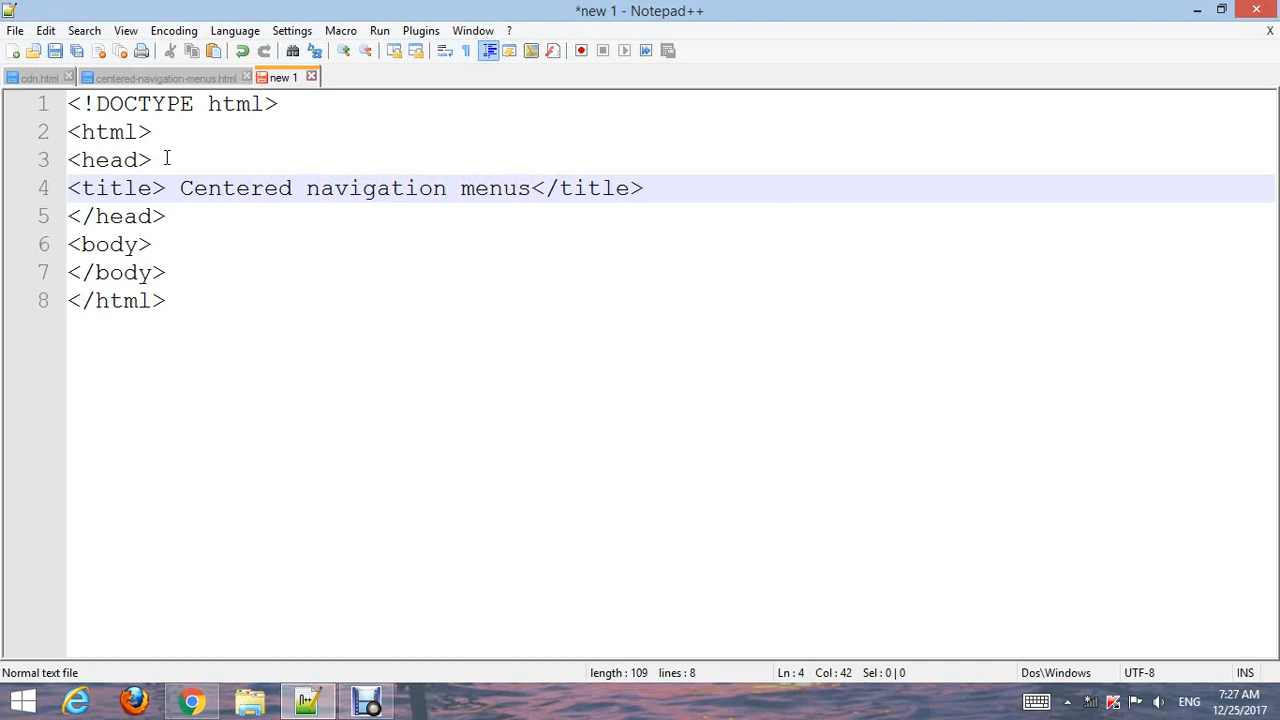 *new 1 - Notepad++
File Edit Search View Encoding Language Settings Macro Run Plugins Window ?
X
cdn.html centered-navigation-menus.html new 1
1 <!DOCTYPE html>
2 <html>
3 <head>
4 <title> Centered navigation menus</title>
5 </head>
6 <body>
7 </body>
8 </html>
Normal text file length : 109 lines : 8 Ln : 4 Col : 42 Sel : 0 | 0 Dos\Windows UTF-8 INS
ENG
7:27 AM
12/25/2017